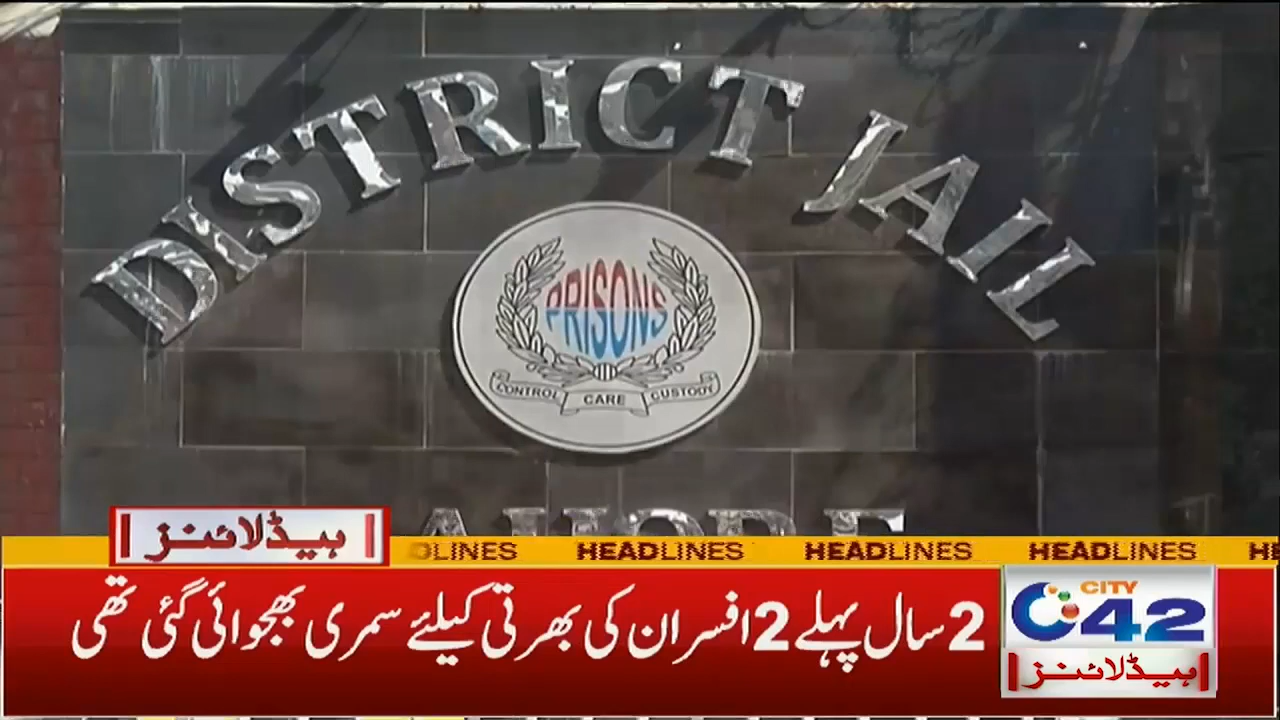 DISTRICT JAIL
PRISONS
CONTROL CARE CUSTODY
ہیڈلائنز
HEADLINES HEADLINES HEADLINES
2 سال پہلے 2 افسران کی بھرتی کیلئے سمری بھجوائی گئی تھی
CITY
42
ہیڈلائنز